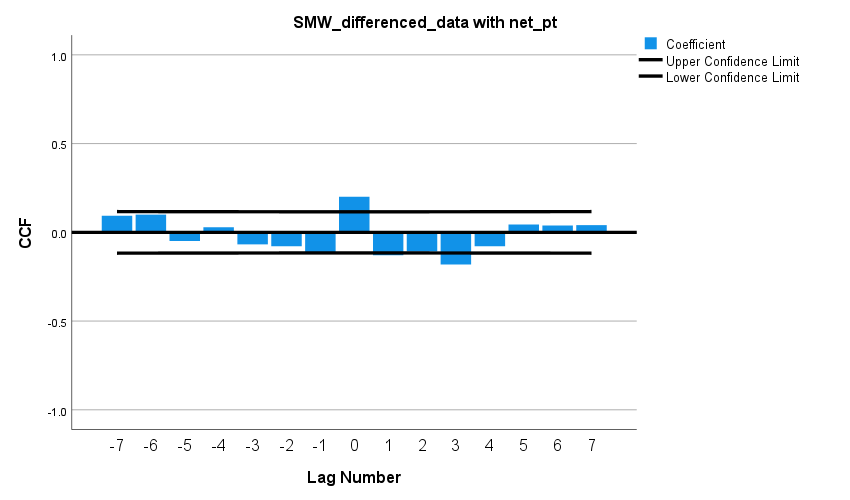 SMW_differenced_data with net_pt
Coefficient
Upper Confidence Limit
Lower Confidence Limit
1.0
0.5
0.0
-0.5
-1.0
CCF
-7 -6 -5 -4 -3 -2 -1 0 1 2 3 4 5 6 7
Lag Number